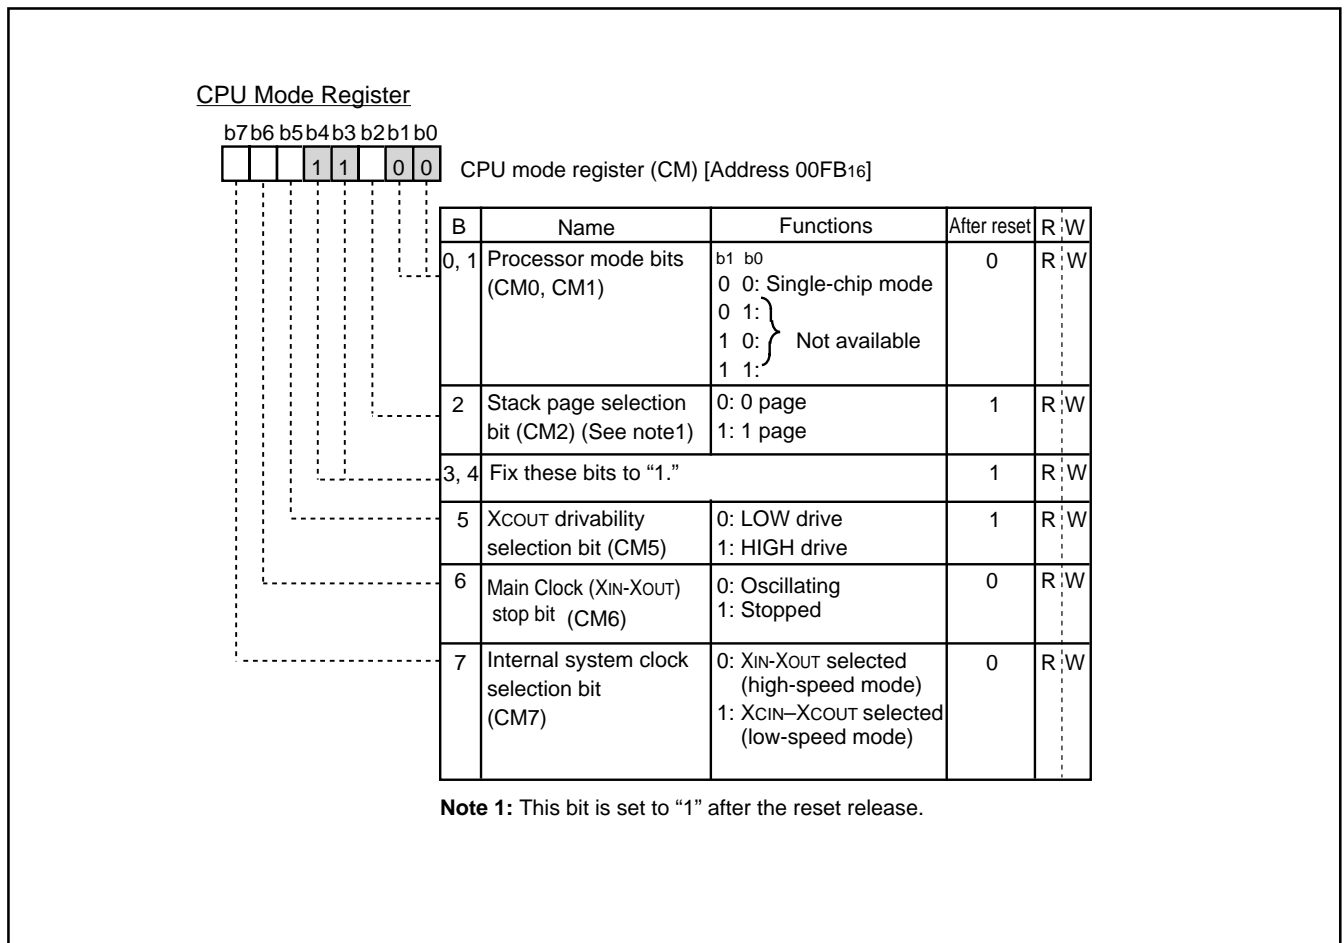 CPU Mode Register
b7 b6 b5 b4 b3 b2 b1 b0
1 1 0 0
CPU mode register (CM) [Address 00FB16]
B Name Functions After reset R W
0, 1 Processor mode bits (CM0, CM1) b1 b0 0 R W
0 0: Single-chip mode
0 1:
1 0: Not available
1 1:
2 Stack page selection bit (CM2) (See note1) 0: 0 page 1 R W
1: 1 page
3, 4 Fix these bits to “1.” 1 R W
5 XCOUT drivability selection bit (CM5) 0: LOW drive 1 R W
1: HIGH drive
6 Main Clock (XIN-XOUT) stop bit (CM6) 0: Oscillating 0 R W
1: Stopped
7 Internal system clock selection bit (CM7) 0: XIN-XOUT selected 0 R W
(high-speed mode)
1: XCIN–XCOUT selected
(low-speed mode)
Note 1: This bit is set to “1” after the reset release.